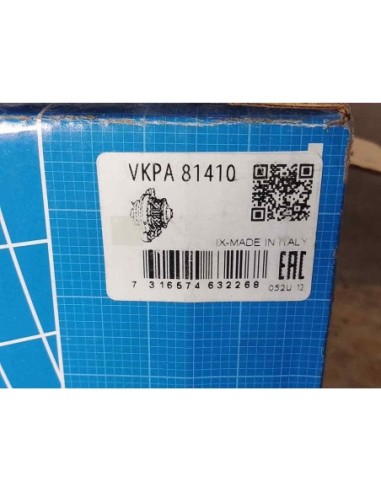 VKPA 81410
IX-MADE IN ITALY
7 316574 632268
EAC
052U 12